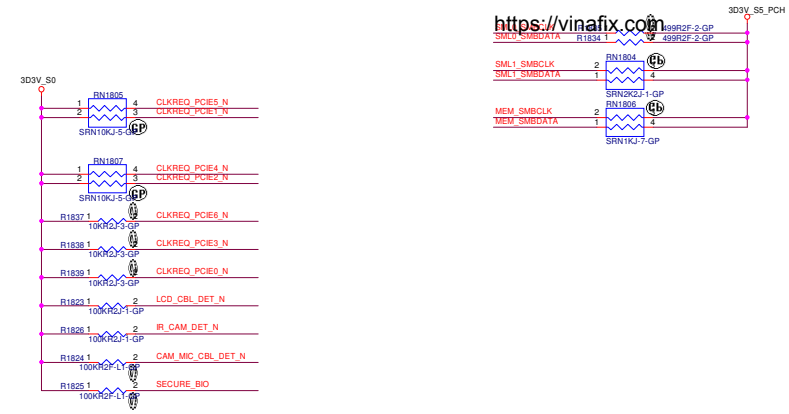 3D3V_S0
RN1805
1 4 CLKREQ_PCIE5_N
2 3 CLKREQ_PCIE1_N
SRN10KJ-5-GP
RN1807
1 4 CLKREQ_PCIE4_N
2 3 CLKREQ_PCIE2_N
SRN10KJ-5-GP
R1837 1 2 CLKREQ_PCIE6_N
10KR2J-3-GP
R1838 1 2 CLKREQ_PCIE3_N
10KR2J-3-GP
R1839 1 2 CLKREQ_PCIE0_N
10KR2J-3-GP
R1823 1 2 LCD_CBL_DET_N
100KR2J-1-GP
R1826 1 2 IR_CAM_DET_N
100KR2J-1-GP
R1824 1 2 CAM_MIC_CBL_DET_N
100KR2F-L1-GP
R1825 1 2 SECURE_BIO
100KR2F-L1-GP
3D3V_S5_PCH
https://vinafix.com
499R2F-2-GP
SML0_SMBDATA R1834 1 499R2F-2-GP
RN1804
SML1_SMBCLK 2
SML1_SMBDATA 1 4
SRN2K2J-1-GP
RN1806
MEM_SMBCLK 2
MEM_SMBDATA 1 4
SRN1KJ-7-GP